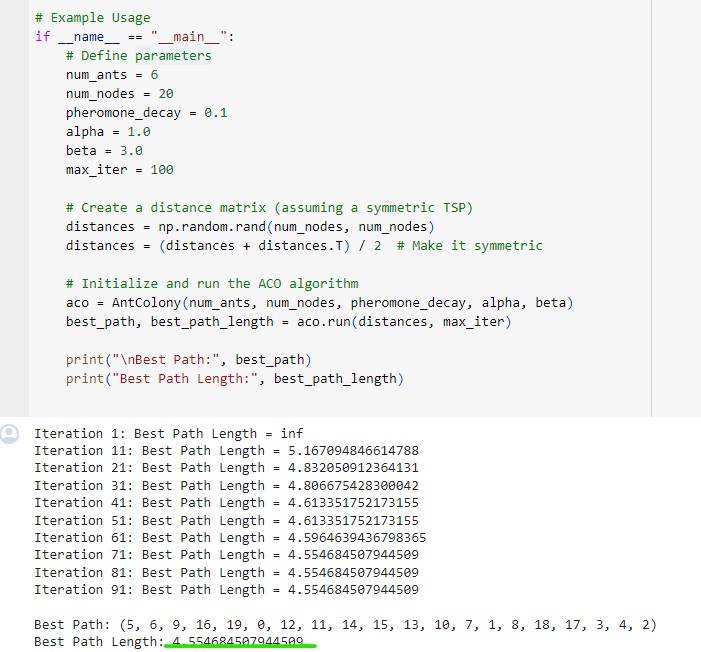 # Example Usage
if __name__ == "__main__":
    # Define parameters
    num_ants = 6
    num_nodes = 20
    pheromone_decay = 0.1
    alpha = 1.0
    beta = 3.0
    max_iter = 100

    # Create a distance matrix (assuming a symmetric TSP)
    distances = np.random.rand(num_nodes, num_nodes)
    distances = (distances + distances.T) / 2  # Make it symmetric

    # Initialize and run the ACO algorithm
    aco = AntColony(num_ants, num_nodes, pheromone_decay, alpha, beta)
    best_path, best_path_length = aco.run(distances, max_iter)

    print("\nBest Path:", best_path)
    print("Best Path Length:", best_path_length)

Iteration 1: Best Path Length = inf
Iteration 11: Best Path Length = 5.167094846614788
Iteration 21: Best Path Length = 4.832050912364131
Iteration 31: Best Path Length = 4.806675428300042
Iteration 41: Best Path Length = 4.613351752173155
Iteration 51: Best Path Length = 4.613351752173155
Iteration 61: Best Path Length = 4.5964639436798365
Iteration 71: Best Path Length = 4.554684507944509
Iteration 81: Best Path Length = 4.554684507944509
Iteration 91: Best Path Length = 4.554684507944509

Best Path: (5, 6, 9, 16, 19, 0, 12, 11, 14, 15, 13, 10, 7, 1, 8, 18, 17, 3, 4, 2)
Best Path Length: 4.554684507944509